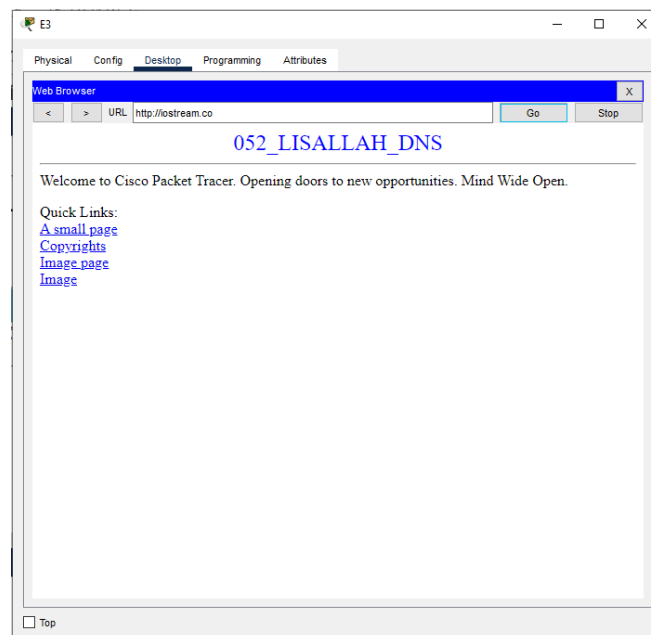 E3
Physical Config Desktop Programming Attributes
Web Browser X
< > URL http://iostream.co Go Stop
052_LISALLAH_DNS
Welcome to Cisco Packet Tracer. Opening doors to new opportunities. Mind Wide Open.
Quick Links:
A small page
Copyrights
Image page
Image
Top